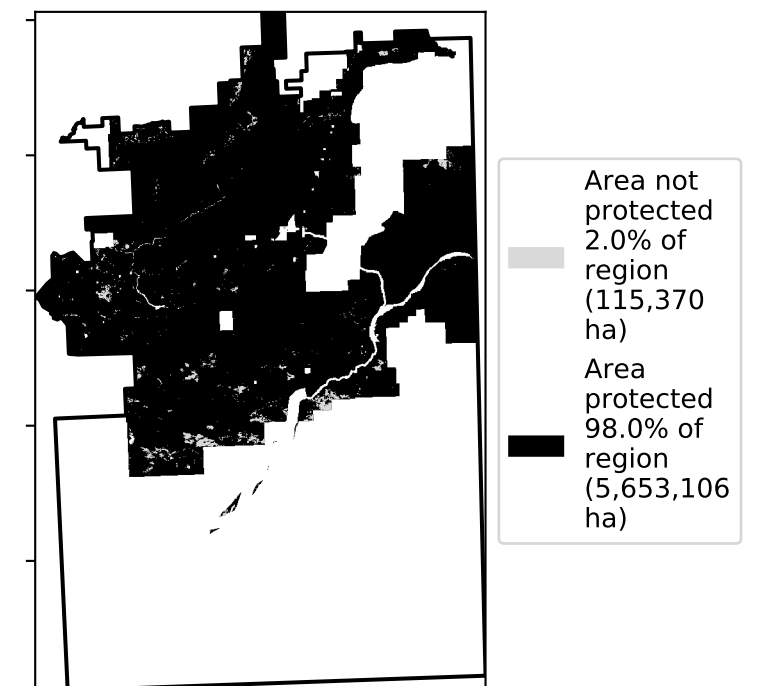 Area not
protected
2.0% of
region
(115,370
ha)
Area
protected
98.0% of
region
(5,653,106
ha)